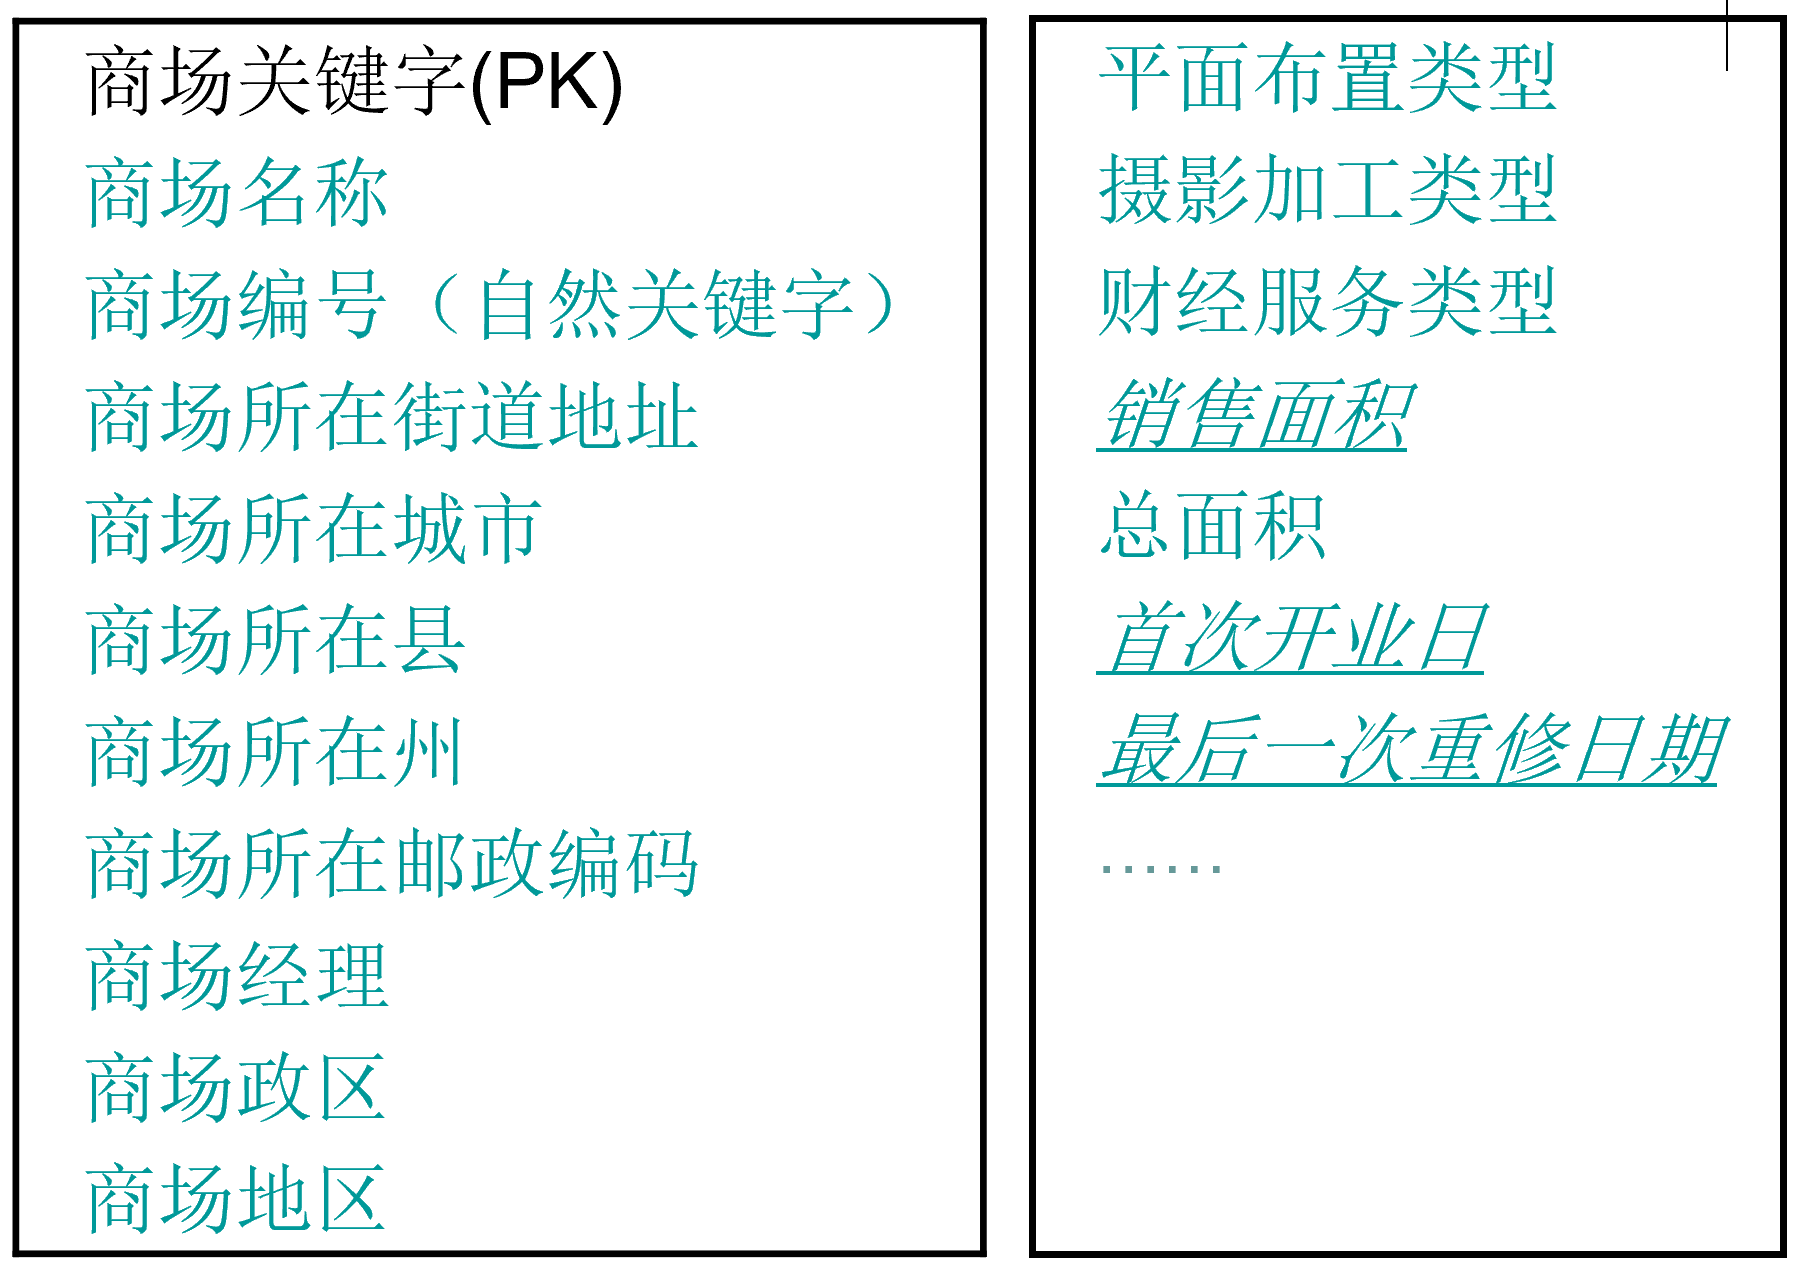 商场关键字(PK)
商场名称
商场编号（自然关键字）
商场所在街道地址
商场所在城市
商场所在县
商场所在州
商场所在邮政编码
商场经理
商场政区
商场地区
平面布置类型
摄影加工类型
财经服务类型
销售面积
总面积
首次开业日
最后一次重修日期
……